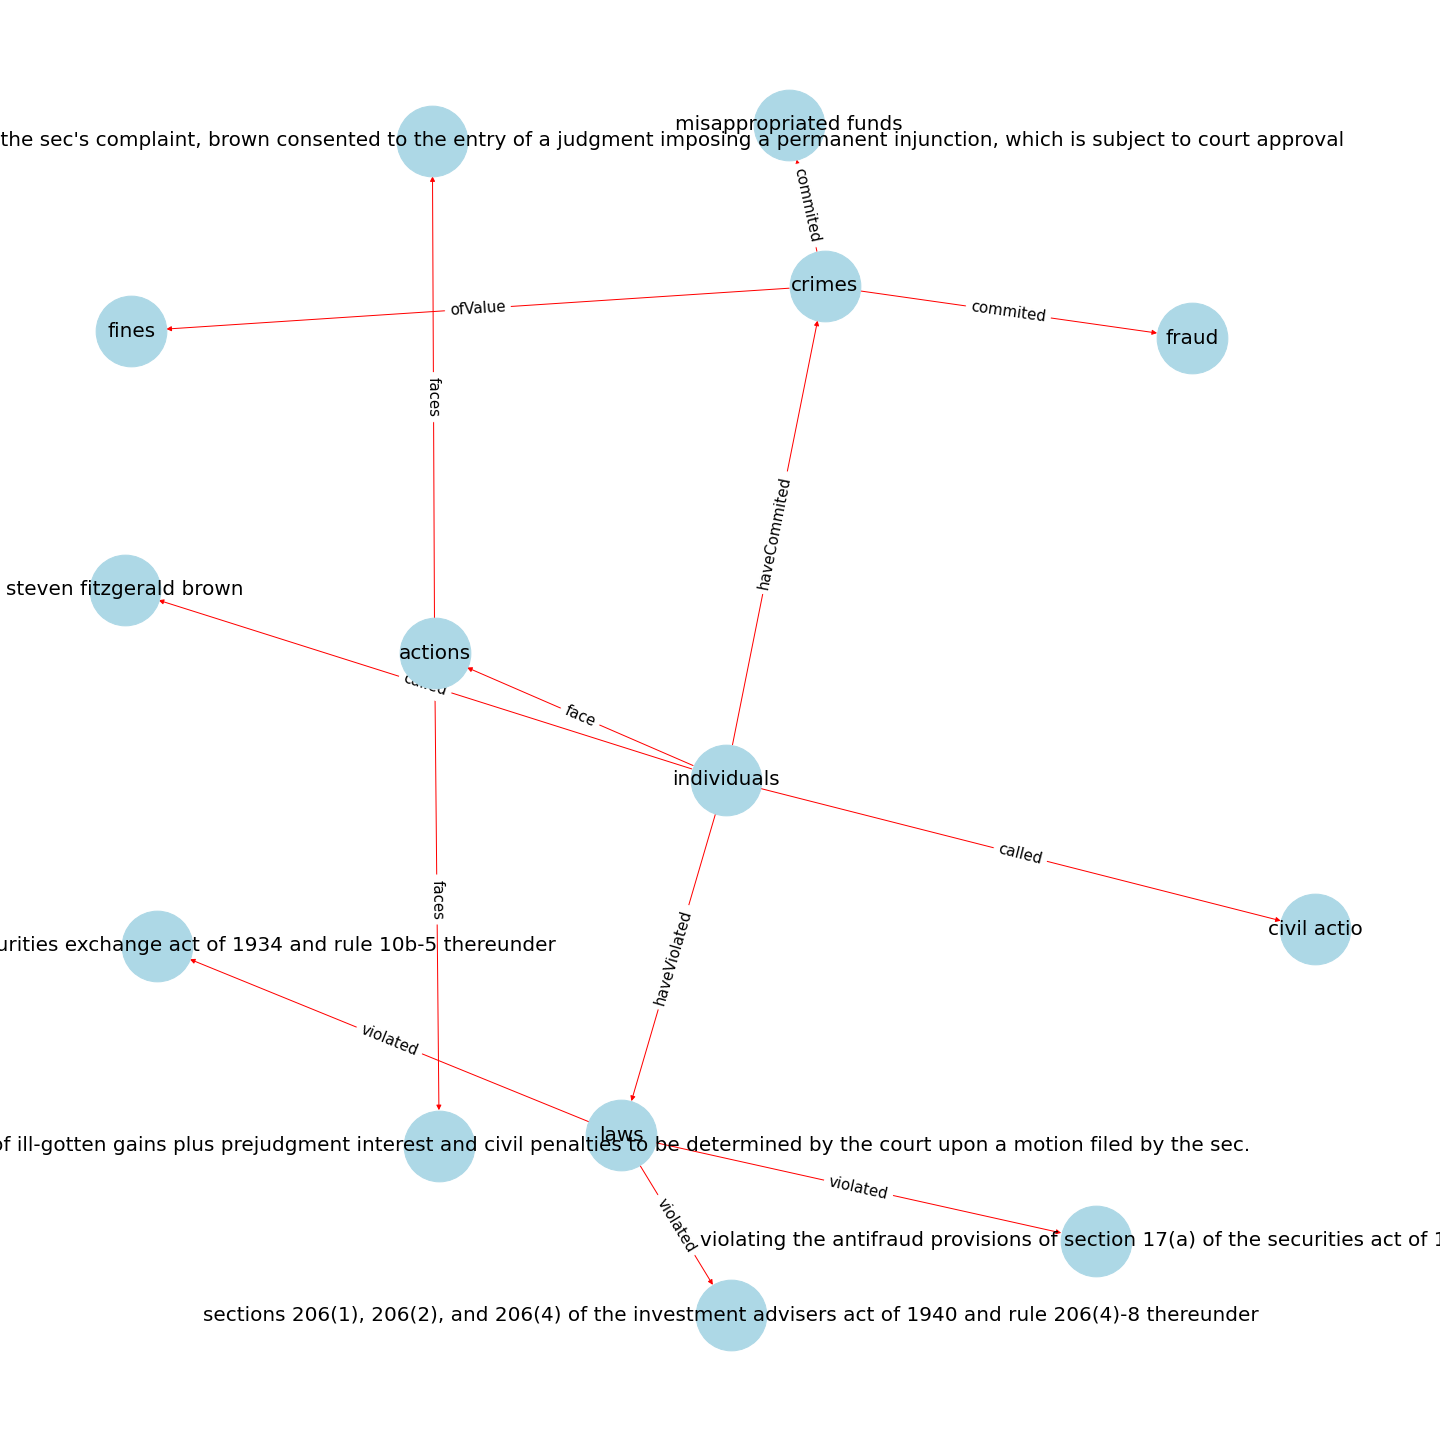 misappropriated funds
the sec's complaint, brown consented to the entry of a judgment imposing a permanent injunction, which is subject to court approval
commited
crimes
ofValue
commited
fines
fraud
faces
haveCommited
steven fitzgerald brown
actions
called
face
individuals
called
faces
civil actio
haveViolated
urities exchange act of 1934 and rule 10b-5 thereunder
violated
laws
of ill-gotten gains plus prejudgment interest and civil penalties to be determined by the court upon a motion filed by the sec.
violated
violated
violating the antifraud provisions of section 17(a) of the securities act of 1
sections 206(1), 206(2), and 206(4) of the investment advisers act of 1940 and rule 206(4)-8 thereunder